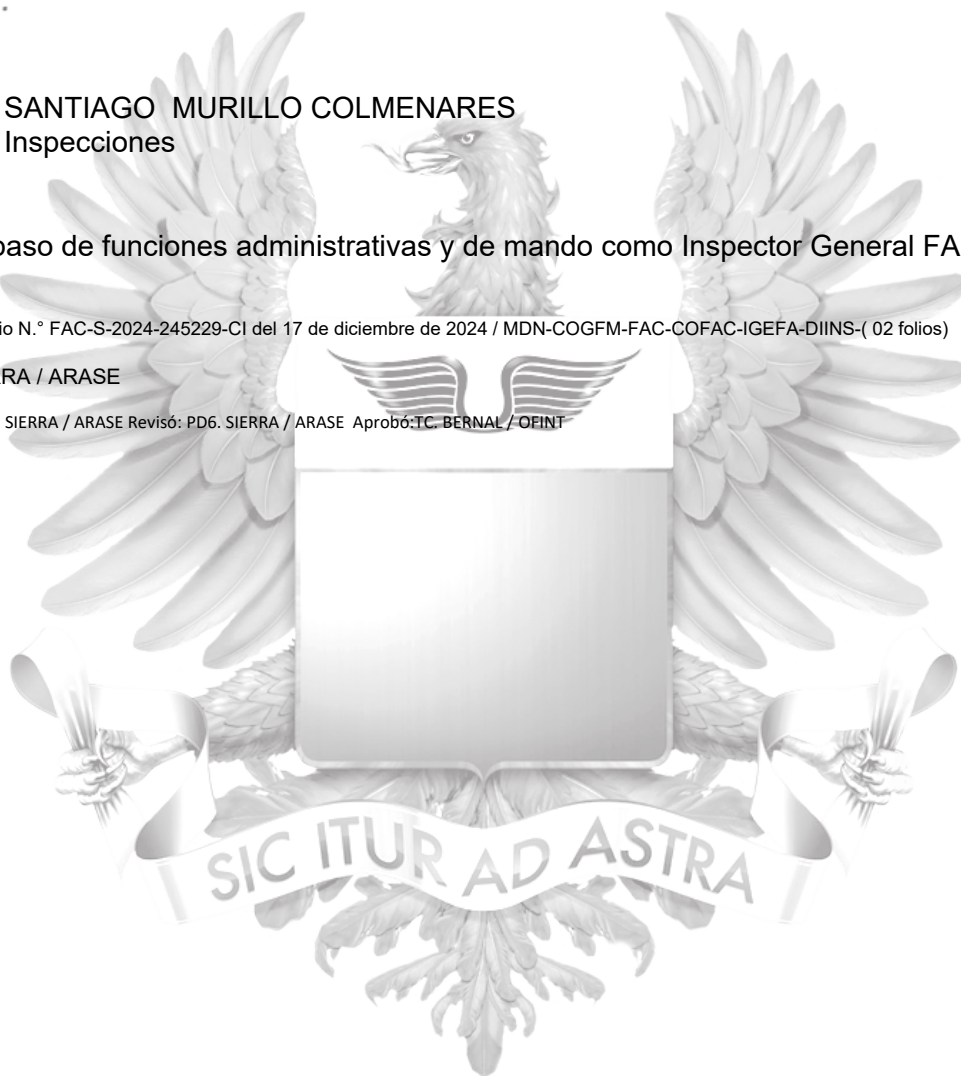 SANTIAGO MURILLO COLMENARES
Inspecciones
paso de funciones administrativas y de mando como Inspector General FA
io N.° FAC-S-2024-245229-CI del 17 de diciembre de 2024 / MDN-COGFM-FAC-COFAC-IGEFA-DIINS-( 02 folios)
RA / ARASE
SIERRA / ARASE Revisó: PD6. SIERRA / ARASE Aprobó:TC. BERNAL / OFINT
SIC ITUR AD ASTRA